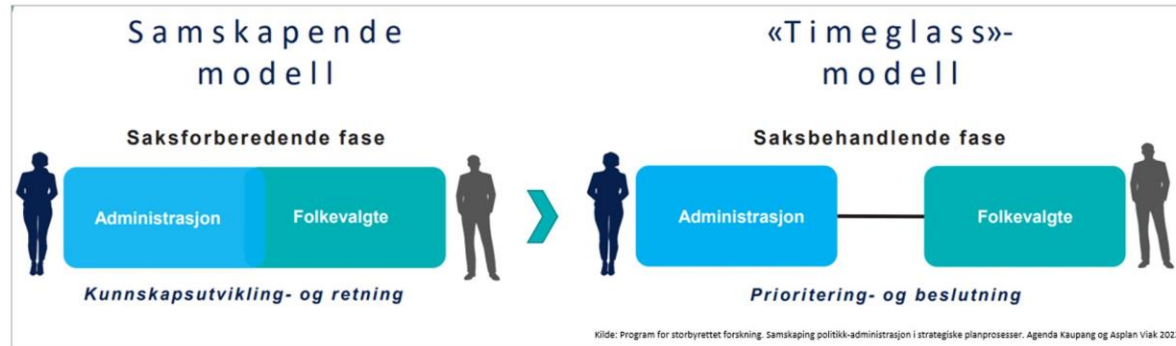 Samskapende
modell
Saksforberedende fase
Administrasjon
Folkevalgte
Kunnskapsutvikling- og retning
«Timeglass»-
modell
Saksbehandlende fase
Administrasjon
Folkevalgte
Prioritering- og beslutning
Kilde: Program for storbyrettet forskning. Samskaping politikk-administrasjon i strategiske planprosesser. Agenda Kaupang og Asplan Viak